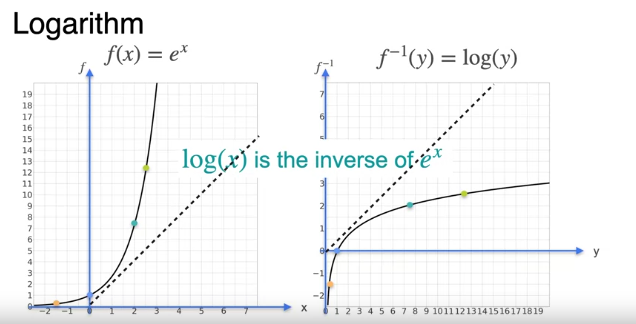 Logarithm
f(x) = e^x
f^{-1}(y) = log(y)
f
f^{-1}
log(x) is the inverse of e^x
19
18
17
16
15
14
13
12
11
10
9
8
7
6
5
4
3
2
1
0
-2 -1 0 1 2 3 4 5 6 7
x
7
6
5
3
2
1
0
-1
-2
0 1 2 3 4 5 6 7 8 9 10 11 12 13 14 15 16 17 18 19
y